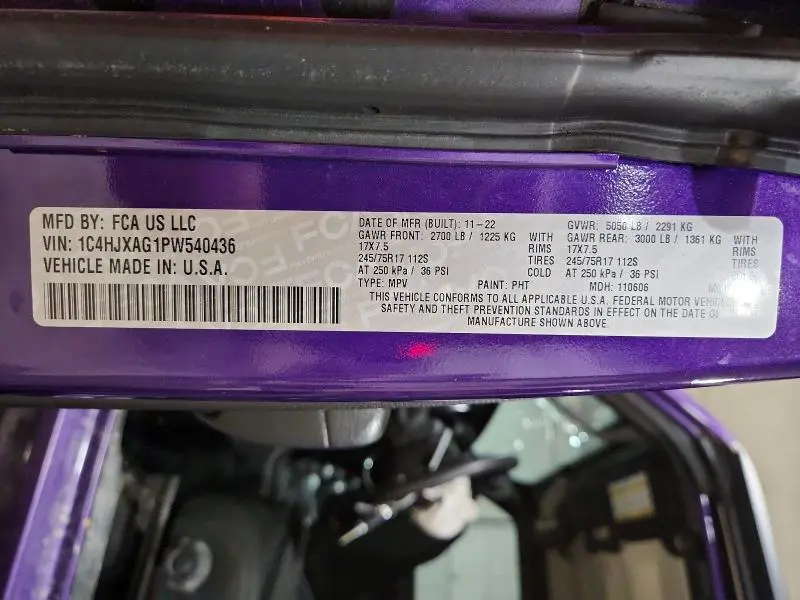 MFD BY: FCA US LLC
VIN: 1C4HJXAG1PW540436
VEHICLE MADE IN: U.S.A.
DATE OF MFR (BUILT): 11-22
GVWR: 5050 LB / 2291 KG
GAWR FRONT: 2700 LB / 1225 KG WITH
GAWR REAR: 3000 LB / 1361 KG WITH
17X7.5 RIMS
17X7.5 RIMS
245/75R17 112S TIRES
245/75R17 112S TIRES
AT 250 kPa / 36 PSI COLD
AT 250 kPa / 36 PSI
TYPE: MPV PAINT: PHT MDH: 110606
THIS VEHICLE CONFORMS TO ALL APPLICABLE U.S.A. FEDERAL MOTOR VEHICLE
SAFETY AND THEFT PREVENTION STANDARDS IN EFFECT ON THE DATE OF
MANUFACTURE SHOWN ABOVE.